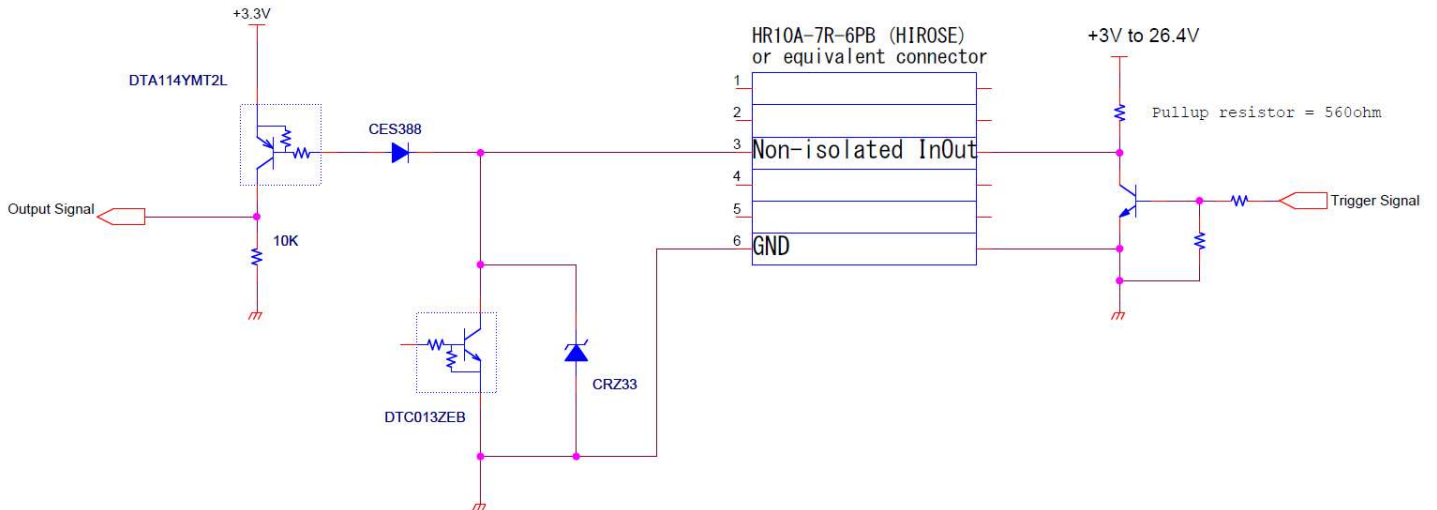 +3.3V
HR10A-7R-6PB (HIROSE)
or equivalent connector
+3V to 26.4V
DTA114YMT2L
1
Pullup resistor = 560ohm
2
CES388
3
Non-isolated InOut
4
Output Signal
5
Trigger Signal
10K
6
GND
CRZ33
DTC013ZEB